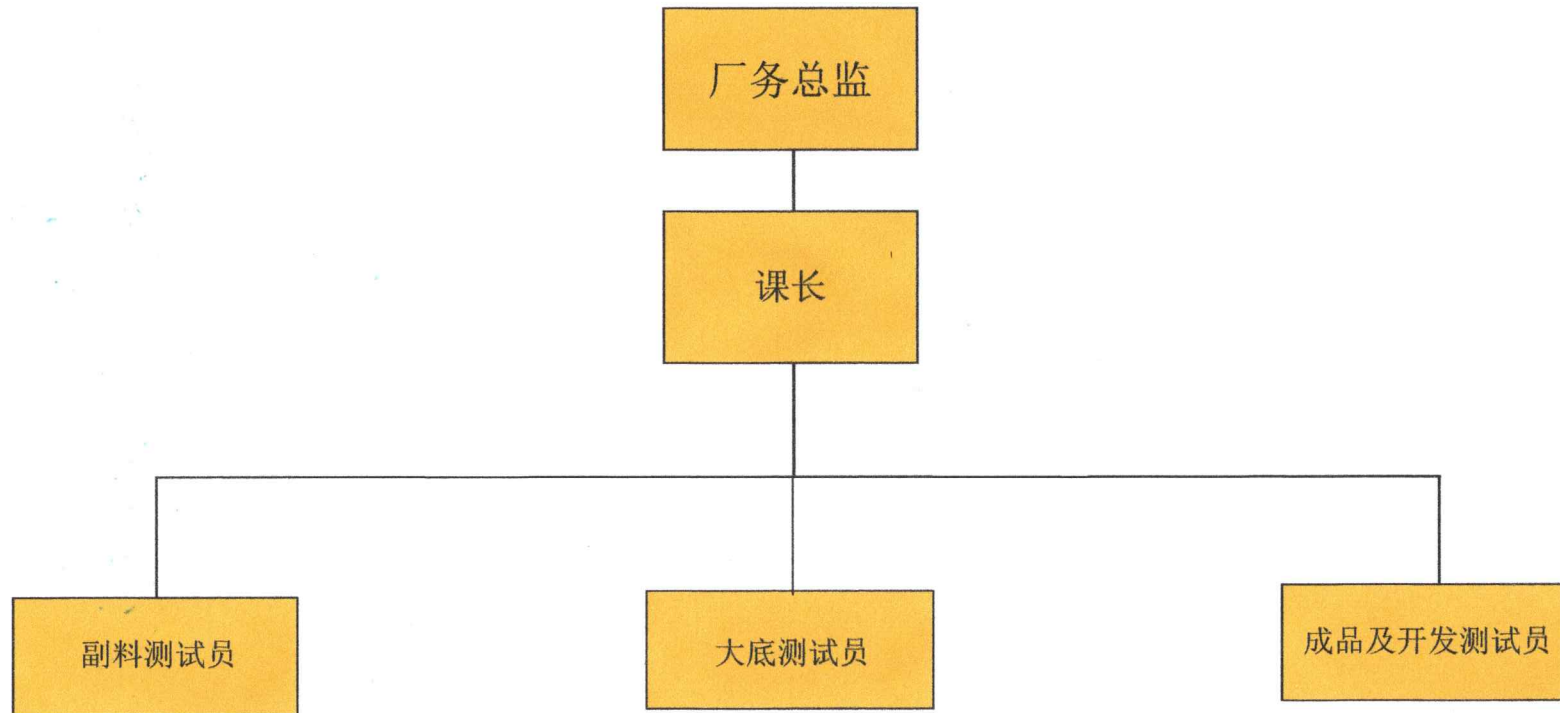 厂务总监
课长
副料测试员
大底测试员
成品及开发测试员